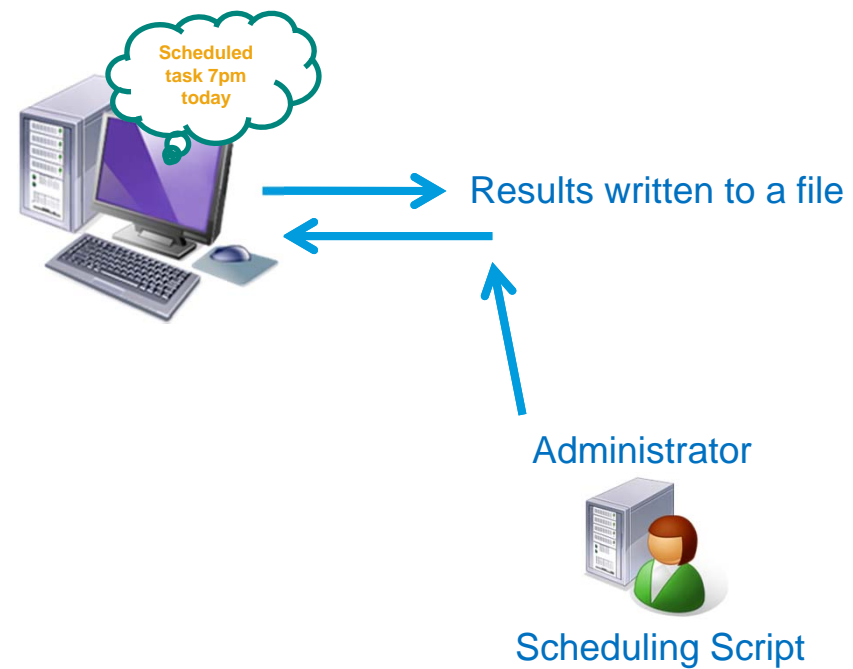 Scheduled
task 7pm
today
Results written to a file
Administrator
Scheduling Script